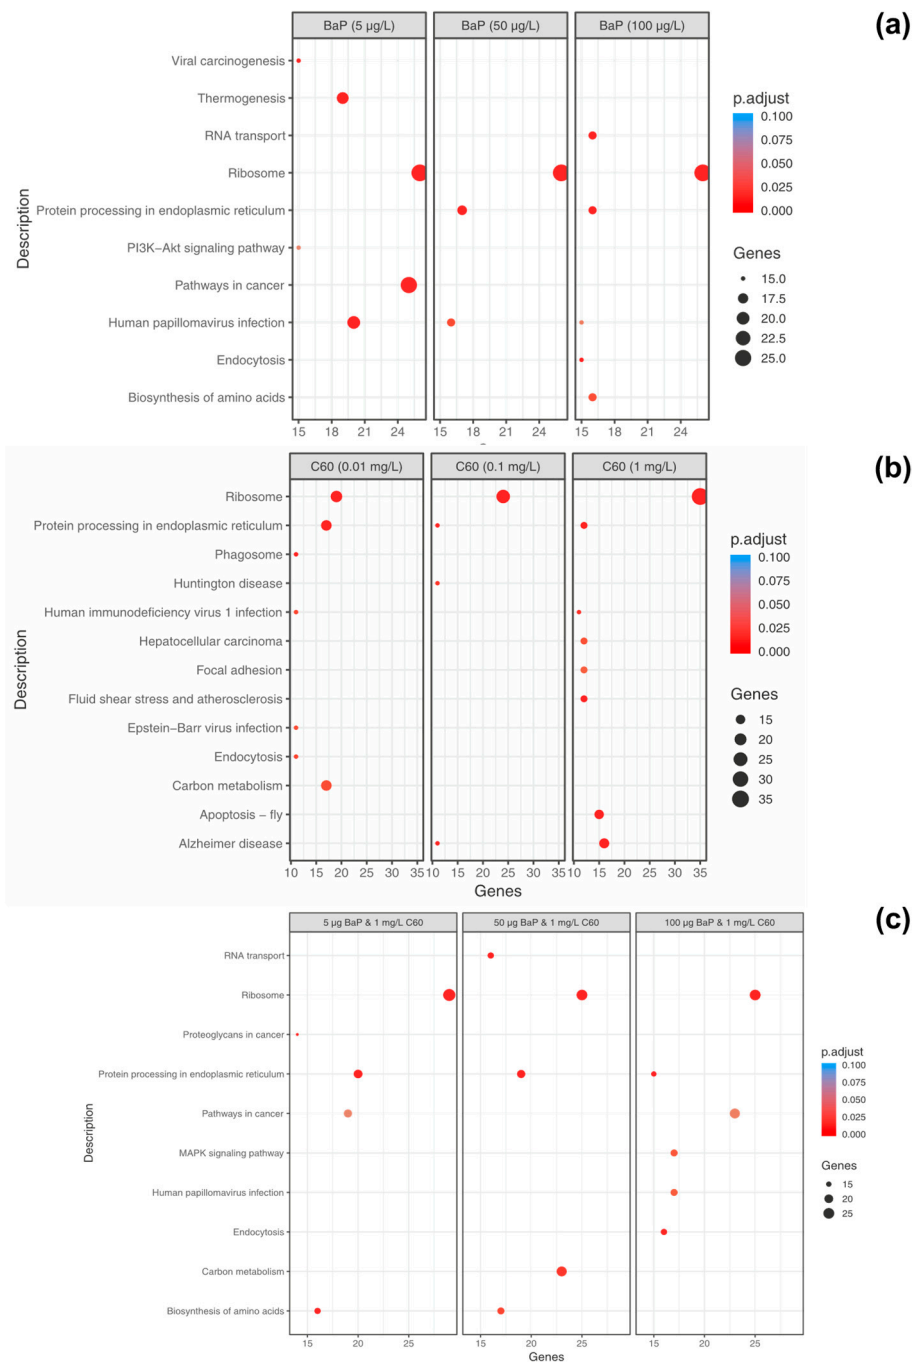 (a)
BaP (5 µg/L) BaP (50 µg/L) BaP (100 µg/L)
Description
Viral carcinogenesis
Thermogenesis
RNA transport
Ribosome
Protein processing in endoplasmic reticulum
PI3K−Akt signaling pathway
Pathways in cancer
Human papillomavirus infection
Endocytosis
Biosynthesis of amino acids
15 18 21 24 15 18 21 24 15 18 21 24
p.adjust
0.100
0.075
0.050
0.025
0.000
Genes
15.0
17.5
20.0
22.5
25.0
(b)
C60 (0.01 mg/L) C60 (0.1 mg/L) C60 (1 mg/L)
Description
Ribosome
Protein processing in endoplasmic reticulum
Phagosome
Huntington disease
Human immunodeficiency virus 1 infection
Hepatocellular carcinoma
Focal adhesion
Fluid shear stress and atherosclerosis
Epstein−Barr virus infection
Endocytosis
Carbon metabolism
Apoptosis − fly
Alzheimer disease
10 15 20 25 30 35 10 15 20 25 30 35 10 15 20 25 30 35
Genes
p.adjust
0.100
0.075
0.050
0.025
0.000
Genes
15
20
25
30
35
(c)
5 µg BaP & 1 mg/L C60 50 µg BaP & 1 mg/L C60 100 µg BaP & 1 mg/L C60
Description
RNA transport
Ribosome
Proteoglycans in cancer
Protein processing in endoplasmic reticulum
Pathways in cancer
MAPK signaling pathway
Human papillomavirus infection
Endocytosis
Carbon metabolism
Biosynthesis of amino acids
15 20 25 15 20 25 15 20 25
Genes
p.adjust
0.100
0.075
0.050
0.025
0.000
Genes
15
20
25